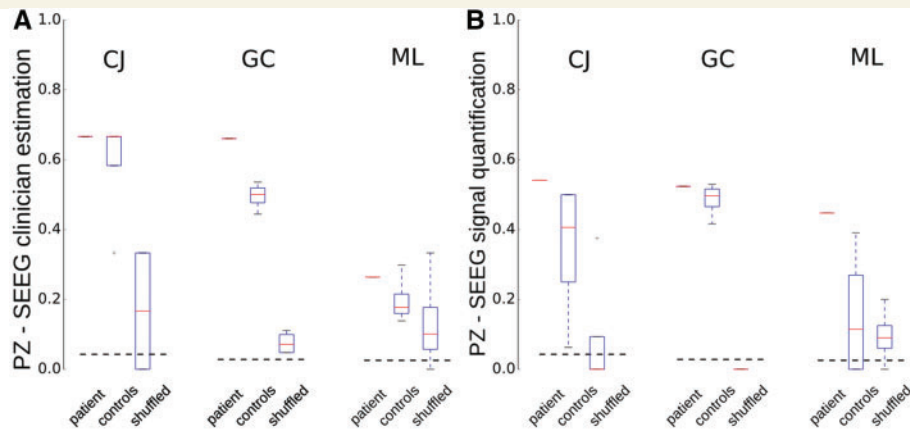 A
PZ - SEEG clinician estimation
1.0
0.8
0.6
0.4
0.2
0.0
CJ
GC
ML
patient
controls
shuffled
patient
controls
shuffled
patient
controls
shuffled
B
PZ - SEEG signal quantification
1.0
0.8
0.6
0.4
0.2
0.0
CJ
GC
ML
patient
controls
shuffled
patient
controls
shuffled
patient
controls
shuffled